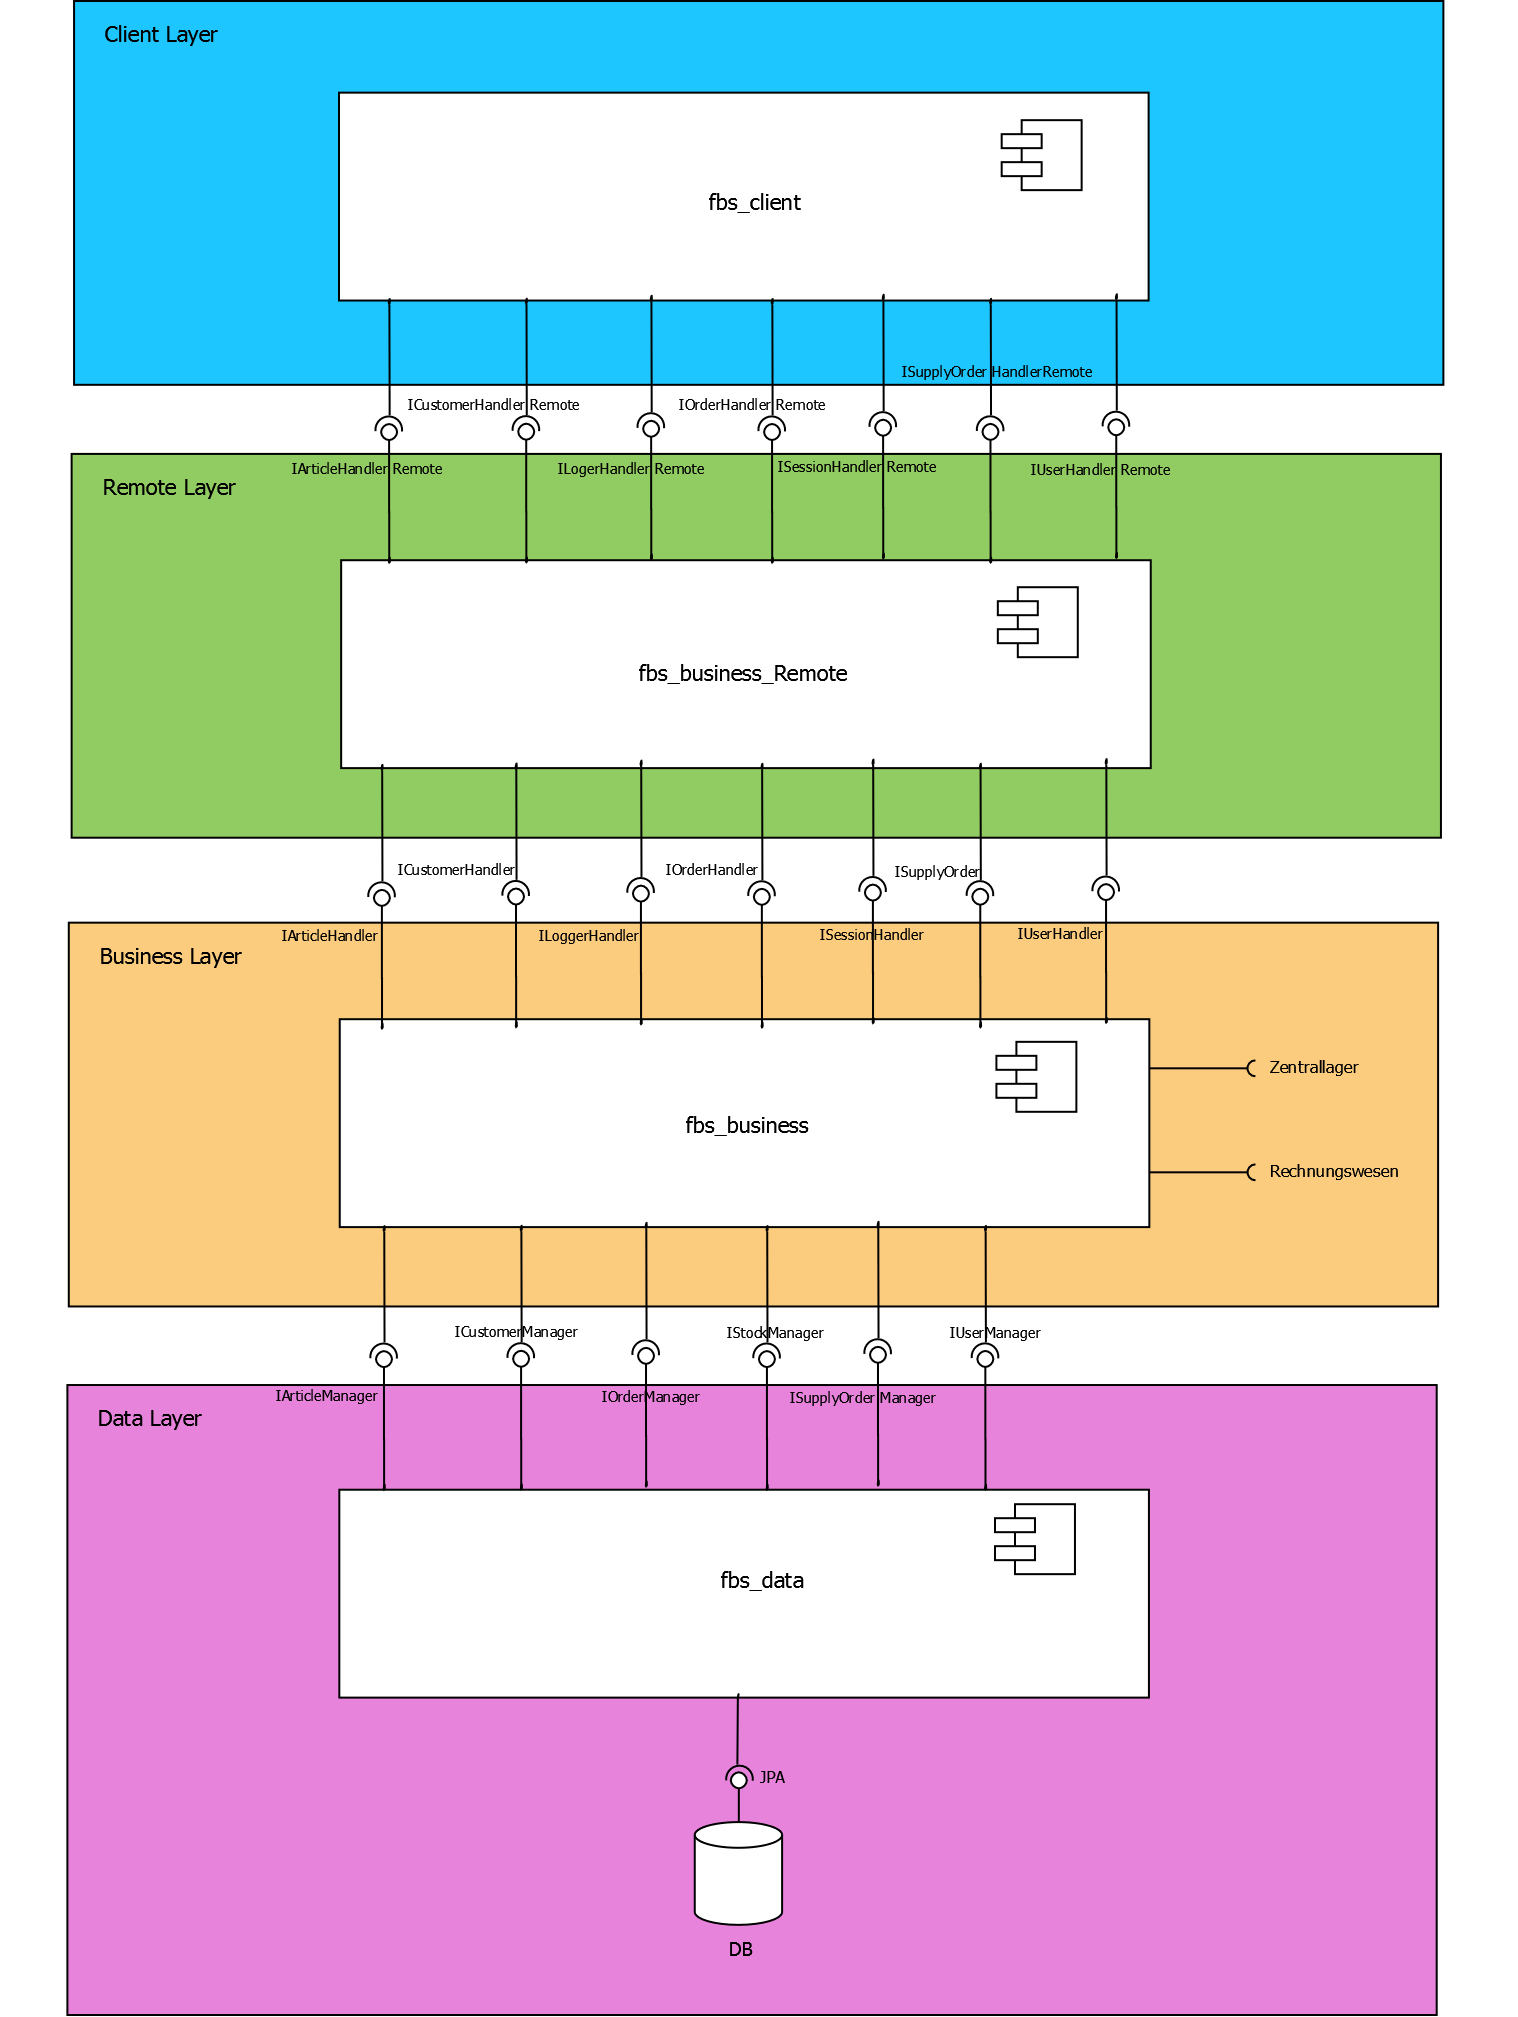 Client Layer
fbs_client
ISupplyOrder HandlerRemote
ICustomerHandler Remote
IOrderHandler Remote
IArticleHandler Remote
ILogerHandler Remote
ISessionHandler Remote
IUserHandler Remote
Remote Layer
fbs_business_Remote
ICustomerHandler
IOrderHandler
ISupplyOrder
IArticleHandler
ILoggerHandler
ISessionHandler
IUserHandler
Business Layer
Zentrallager
fbs_business
Rechnungswesen
ICustomerManager
IStockManager
IUserManager
IArticleManager
IOrderManager
ISupplyOrder Manager
Data Layer
fbs_data
JPA
DB